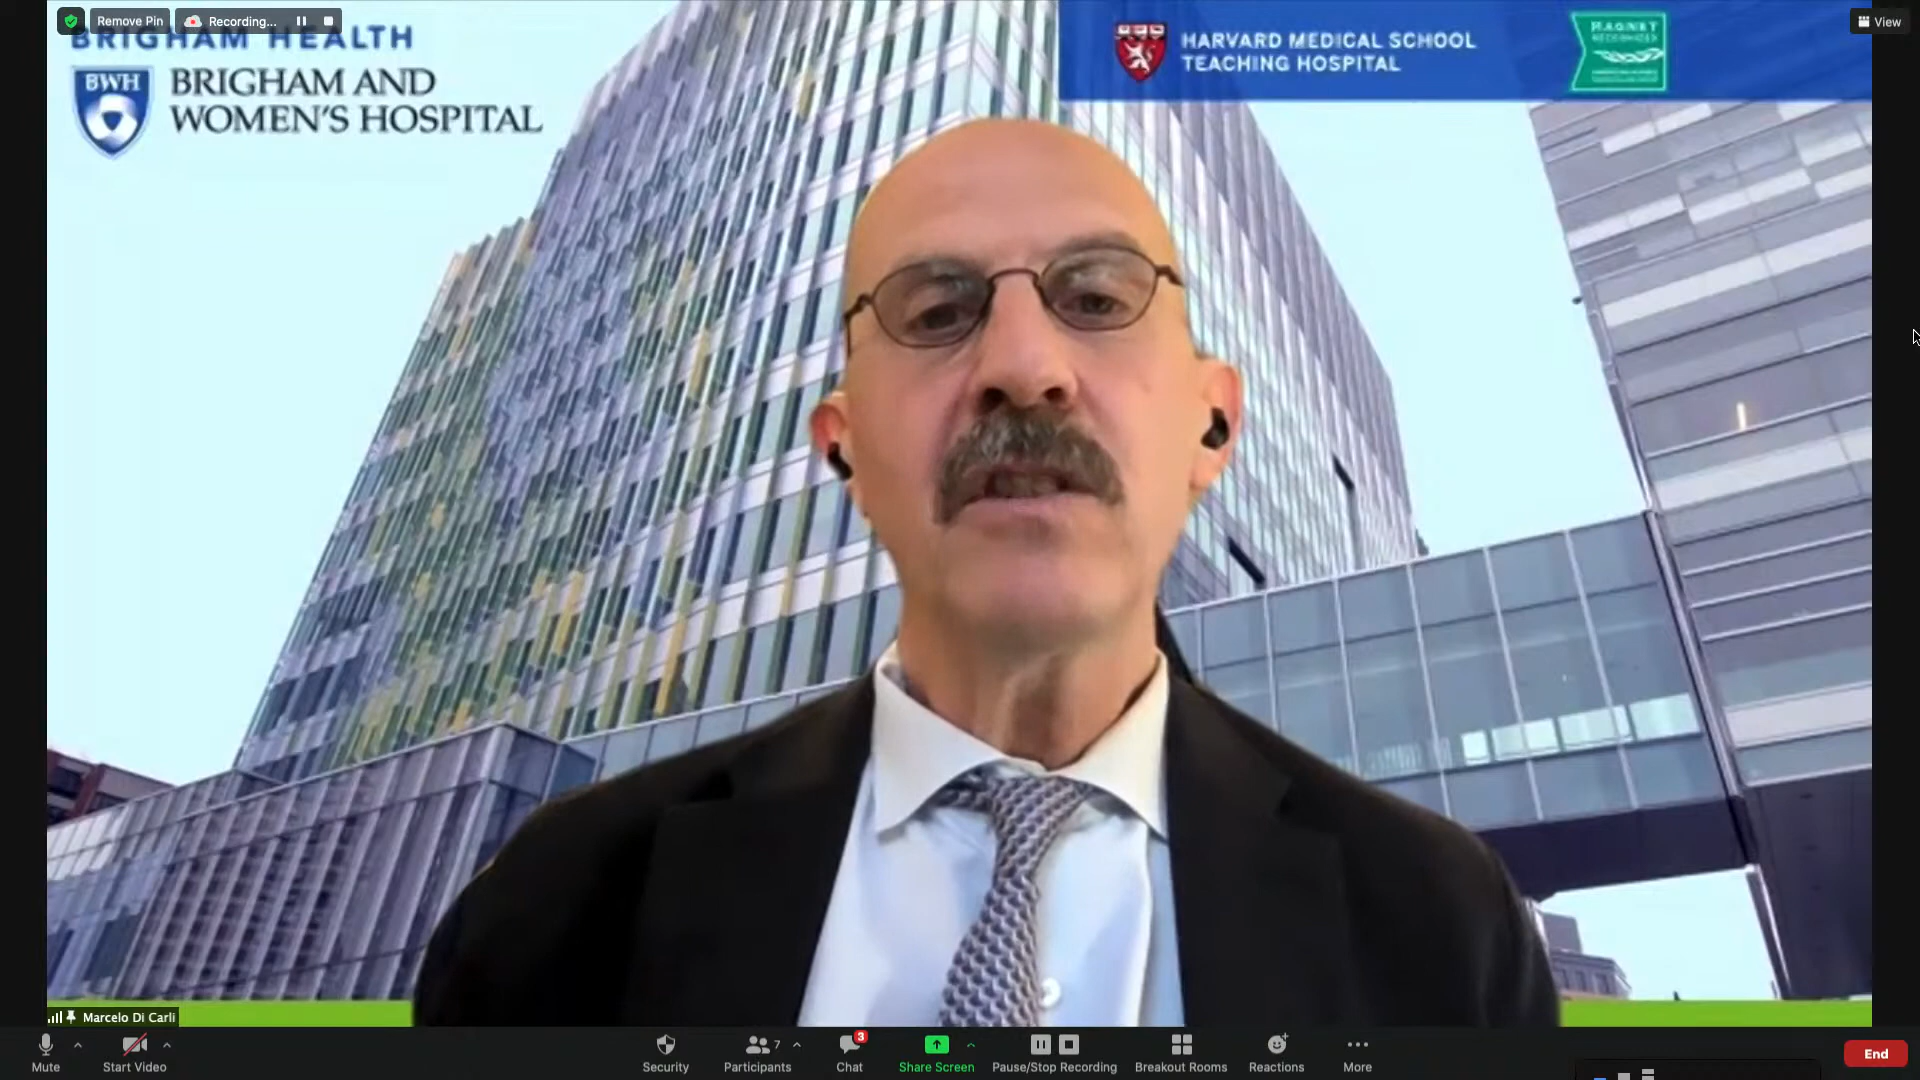 Remove Pin
Recording...
View
BRIGHAM HEALTH
BWH
BRIGHAM AND
WOMEN'S HOSPITAL
HARVARD MEDICAL SCHOOL
TEACHING HOSPITAL
MAGNET
RECOGNIZED
Marcelo Di Carli
Mute
Start Video
Security
Participants
7
Chat
3
Share Screen
Pause/Stop Recording
Breakout Rooms
Reactions
More
End